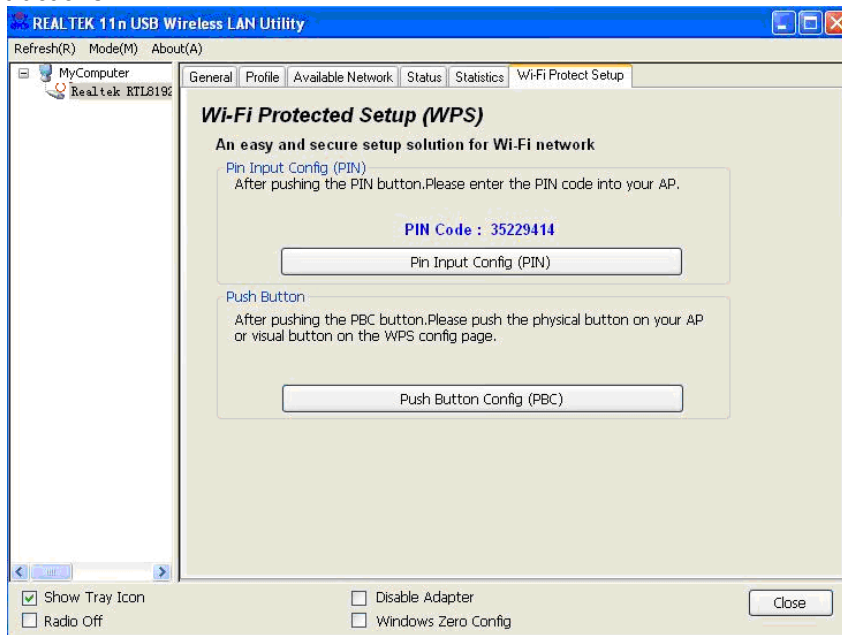 REALTEK 11n USB Wireless LAN Utility
Refresh(R) Mode(M) About(A)
MyComputer
Realtek RTL8192
General Profile Available Network Status Statistics Wi-Fi Protect Setup
Wi-Fi Protected Setup (WPS)
An easy and secure setup solution for Wi-Fi network
Pin Input Config (PIN)
After pushing the PIN button.Please enter the PIN code into your AP.
PIN Code : 35229414
Pin Input Config (PIN)
Push Button
After pushing the PBC button.Please push the physical button on your AP
or visual button on the WPS config page.
Push Button Config (PBC)
Show Tray Icon
Radio Off
Disable Adapter
Windows Zero Config
Close